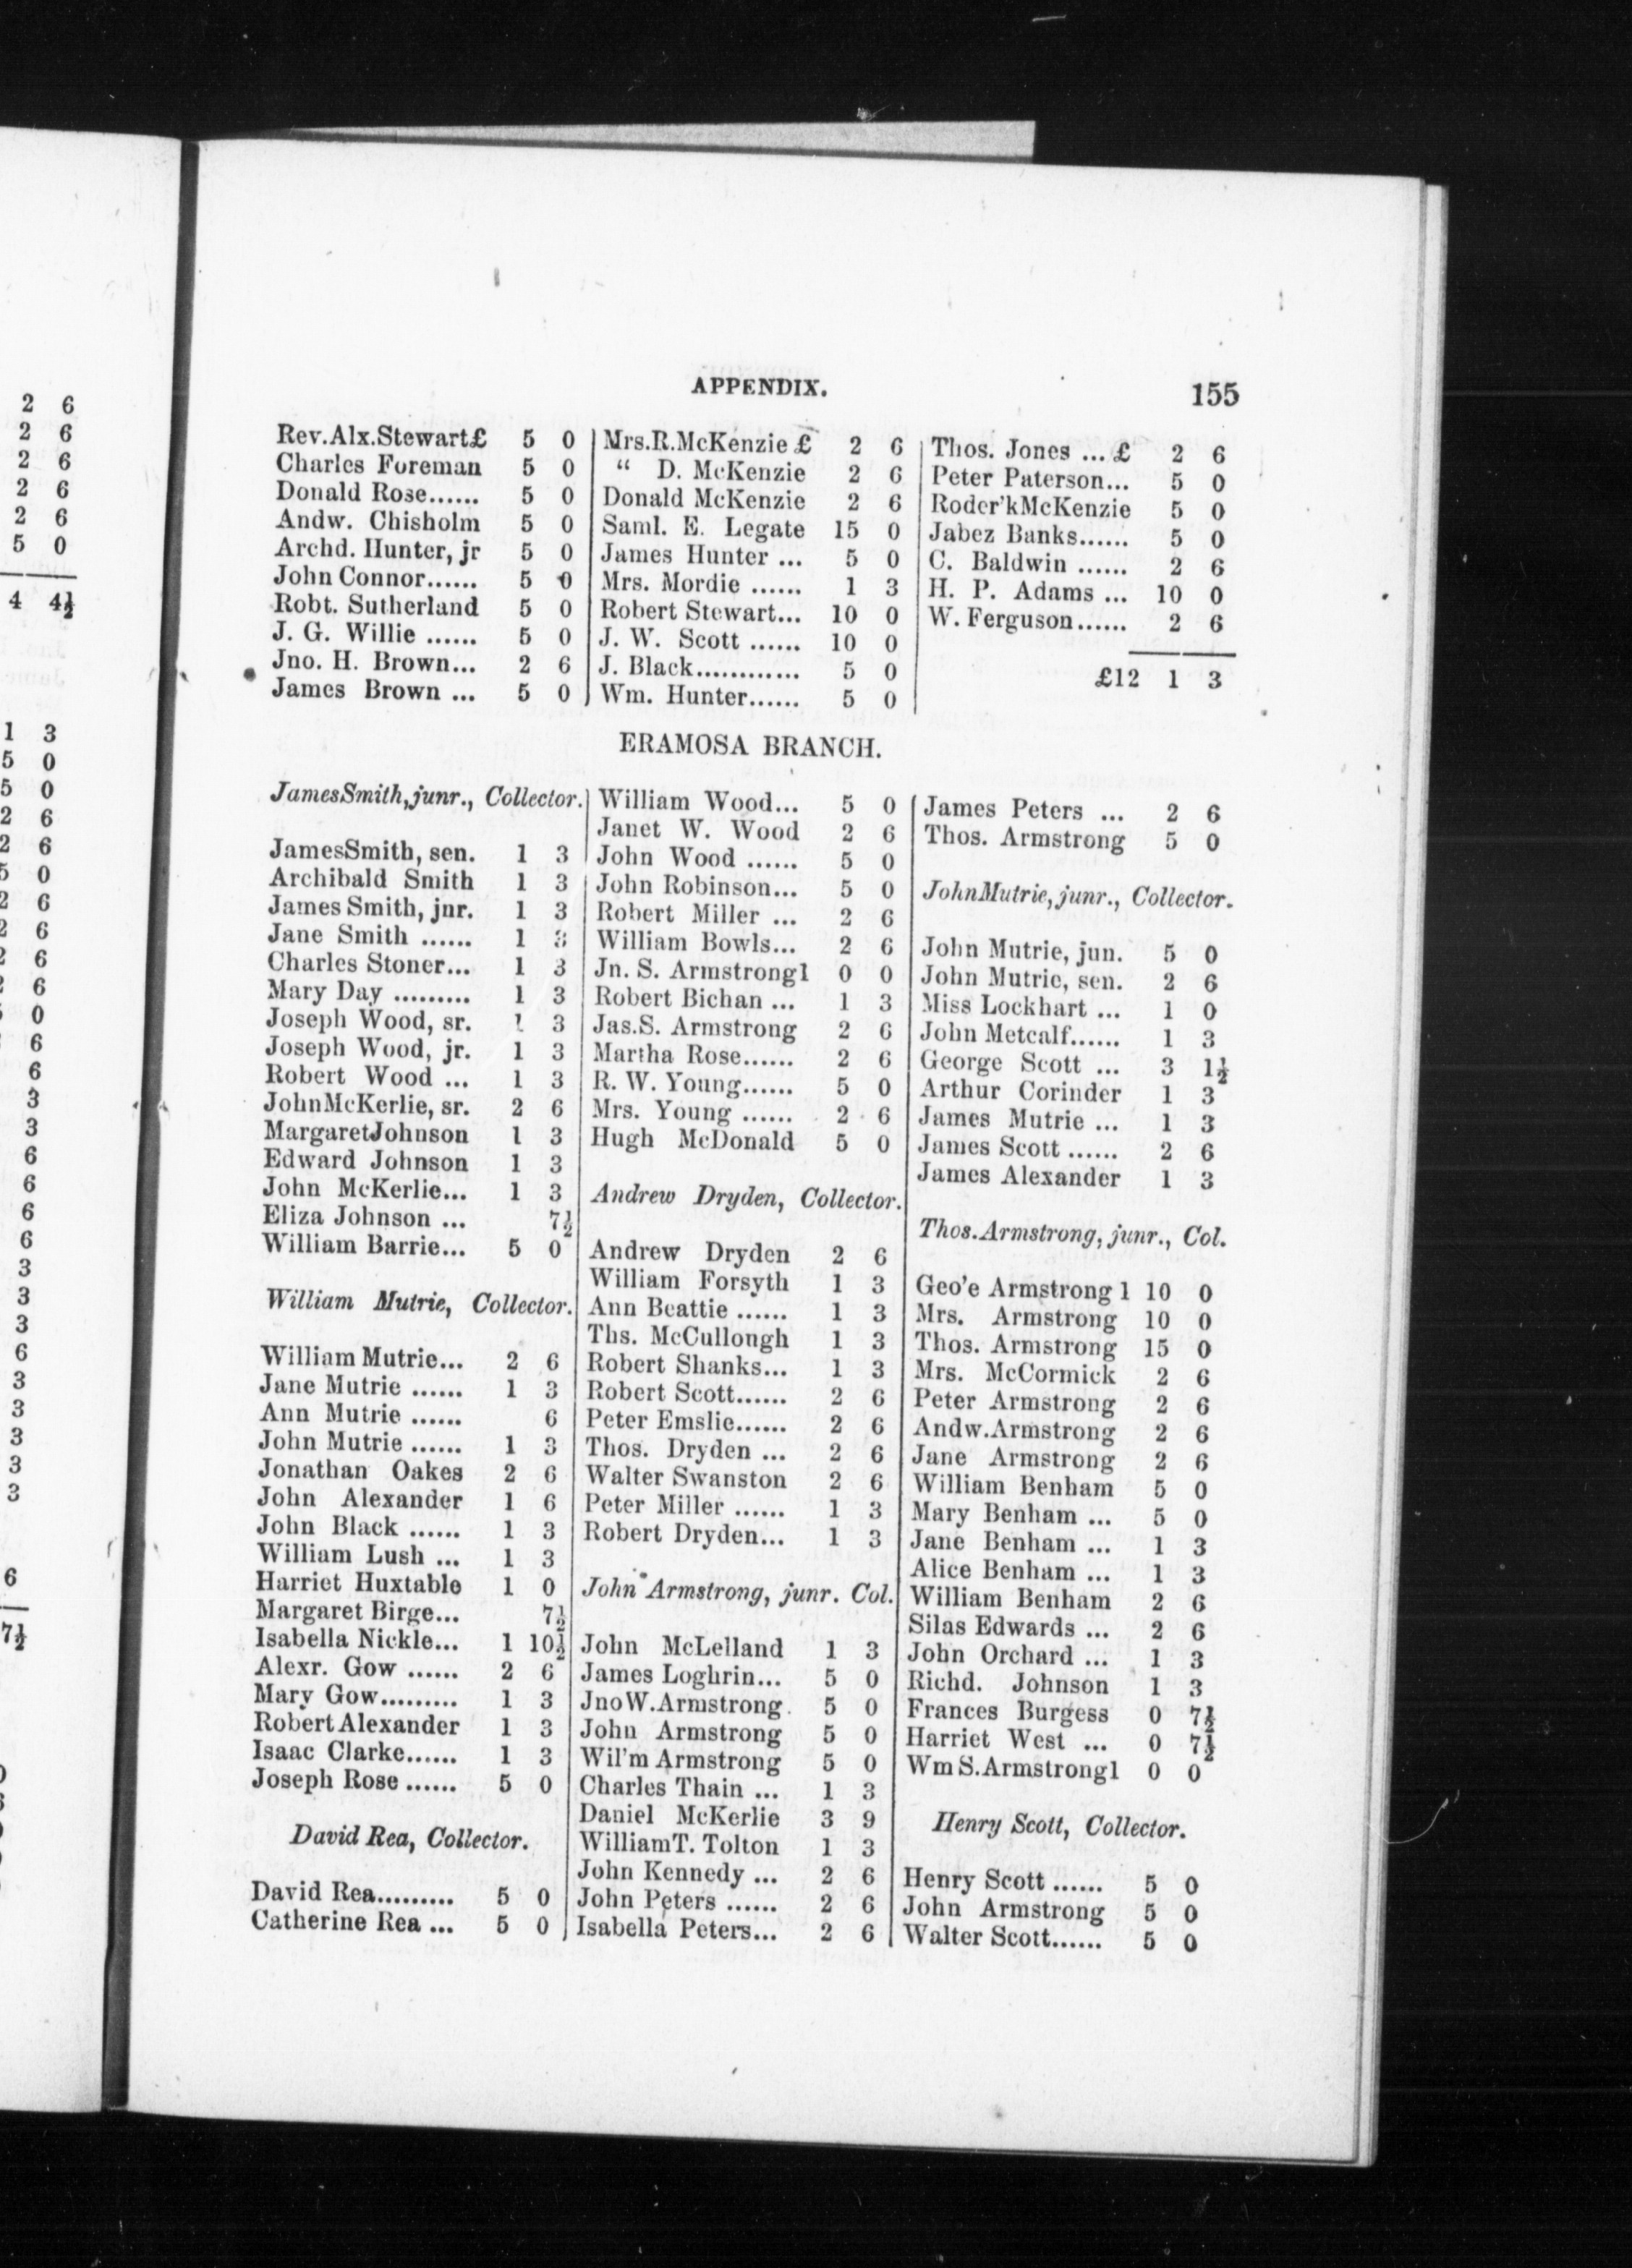 APPENDIX. 155
Rev.Alx.Stewart£ 5 0
Charles Foreman 5 0
Donald Rose...... 5 0
Andw. Chisholm 5 0
Archd. Hunter, jr 5 0
John Connor...... 5 0
Robt. Sutherland 5 0
J. G. Willie ...... 5 0
Jno. H. Brown... 2 6
James Brown ... 5 0
Mrs.R.McKenzie £ 2 6
“ D. McKenzie 2 6
Donald McKenzie 2 6
Saml. E. Legate 15 0
James Hunter ... 5 0
Mrs. Mordie ...... 1 3
Robert Stewart... 10 0
J. W. Scott ...... 10 0
J. Black............ 5 0
Wm. Hunter...... 5 0
Thos. Jones ... £ 2 6
Peter Paterson... 5 0
Roder'kMcKenzie 5 0
Jabez Banks...... 5 0
C. Baldwin ...... 2 6
H. P. Adams ... 10 0
W. Ferguson...... 2 6
£12 1 3
ERAMOSA BRANCH.
JamesSmith,junr., Collector.
JamesSmith, sen. 1 3
Archibald Smith 1 3
James Smith, jnr. 1 3
Jane Smith ...... 1 3
Charles Stoner... 1 3
Mary Day ......... 1 3
Joseph Wood, sr. 1 3
Joseph Wood, jr. 1 3
Robert Wood ... 1 3
JohnMcKerlie, sr. 2 6
MargaretJohnson 1 3
Edward Johnson 1 3
John McKerlie... 1 3
Eliza Johnson ... 7½
William Barrie... 5 0
William Mutrie, Collector.
William Mutrie... 2 6
Jane Mutrie ...... 1 3
Ann Mutrie ...... 6
John Mutrie ...... 1 3
Jonathan Oakes 2 6
John Alexander 1 6
John Black ...... 1 3
William Lush ... 1 3
Harriet Huxtable 1 0
Margaret Birge... 7½
Isabella Nickle... 1 10½
Alexr. Gow ...... 2 6
Mary Gow......... 1 3
Robert Alexander 1 3
Isaac Clarke...... 1 3
Joseph Rose ...... 5 0
David Rea, Collector.
David Rea......... 5 0
Catherine Rea ... 5 0
William Wood... 5 0
Janet W. Wood 2 6
John Wood ...... 5 0
John Robinson... 5 0
Robert Miller ... 2 6
William Bowls... 2 6
Jn. S. Armstrong1 0 0
Robert Bichan ... 1 3
Jas.S. Armstrong 2 6
Martha Rose...... 2 6
R. W. Young...... 5 0
Mrs. Young ...... 2 6
Hugh McDonald 5 0
Andrew Dryden, Collector.
Andrew Dryden 2 6
William Forsyth 1 3
Ann Beattie ...... 1 3
Ths. McCullough 1 3
Robert Shanks... 1 3
Robert Scott...... 2 6
Peter Emslie...... 2 6
Thos. Dryden ... 2 6
Walter Swanston 2 6
Peter Miller ...... 1 3
Robert Dryden... 1 3
John Armstrong, junr. Col.
John McLelland 1 3
James Loghrin... 5 0
JnoW.Armstrong. 5 0
John Armstrong 5 0
Wil'm Armstrong 5 0
Charles Thain ... 1 3
Daniel McKerlie 3 9
WilliamT. Tolton 1 3
John Kennedy ... 2 6
John Peters ...... 2 6
Isabella Peters... 2 6
James Peters ... 2 6
Thos. Armstrong 5 0
JohnMutrie, junr., Collector.
John Mutrie, jun. 5 0
John Mutrie, sen. 2 6
Miss Lockhart ... 1 0
John Metcalf...... 1 3
George Scott ... 3 1½
Arthur Corinder 1 3
James Mutrie ... 1 3
James Scott ...... 2 6
James Alexander 1 3
Thos.Armstrong, junr., Col.
Geo'e Armstrong 1 10 0
Mrs. Armstrong 10 0
Thos. Armstrong 15 0
Mrs. McCormick 2 6
Peter Armstrong 2 6
Andw.Armstrong 2 6
Jane Armstrong 2 6
William Benham 5 0
Mary Benham ... 5 0
Jane Benham ... 1 3
Alice Benham ... 1 3
William Benham 2 6
Silas Edwards ... 2 6
John Orchard ... 1 3
Richd. Johnson 1 3
Frances Burgess 0 7½
Harriet West ... 0 7½
Wm S.Armstrong1 0 0
Henry Scott, Collector.
Henry Scott ...... 5 0
John Armstrong 5 0
Walter Scott...... 5 0